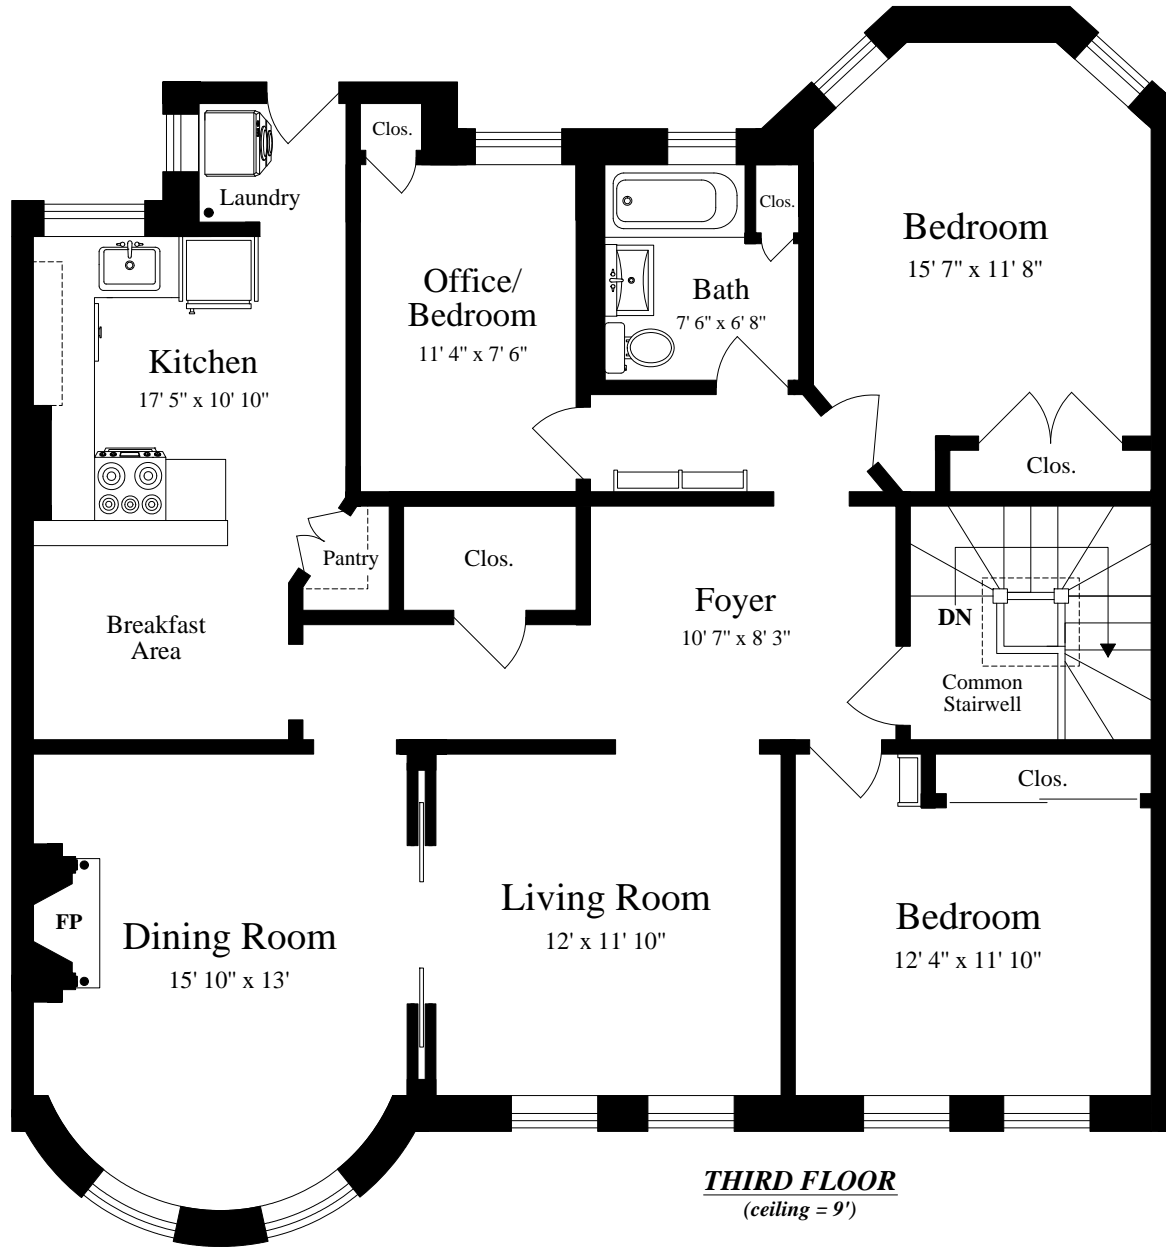 Clos.
Laundry
Clos.
Bedroom
15' 7" x 11' 8"
Office/
Bedroom
11' 4" x 7' 6"
Bath
7' 6" x 6' 8"
Kitchen
17' 5" x 10' 10"
Clos.
Pantry
Clos.
Foyer
10' 7" x 8' 3"
DN
Breakfast
Area
Common
Stairwell
Clos.
FP
Dining Room
15' 10" x 13'
Living Room
12' x 11' 10"
Bedroom
12' 4" x 11' 10"
THIRD FLOOR
(ceiling = 9')